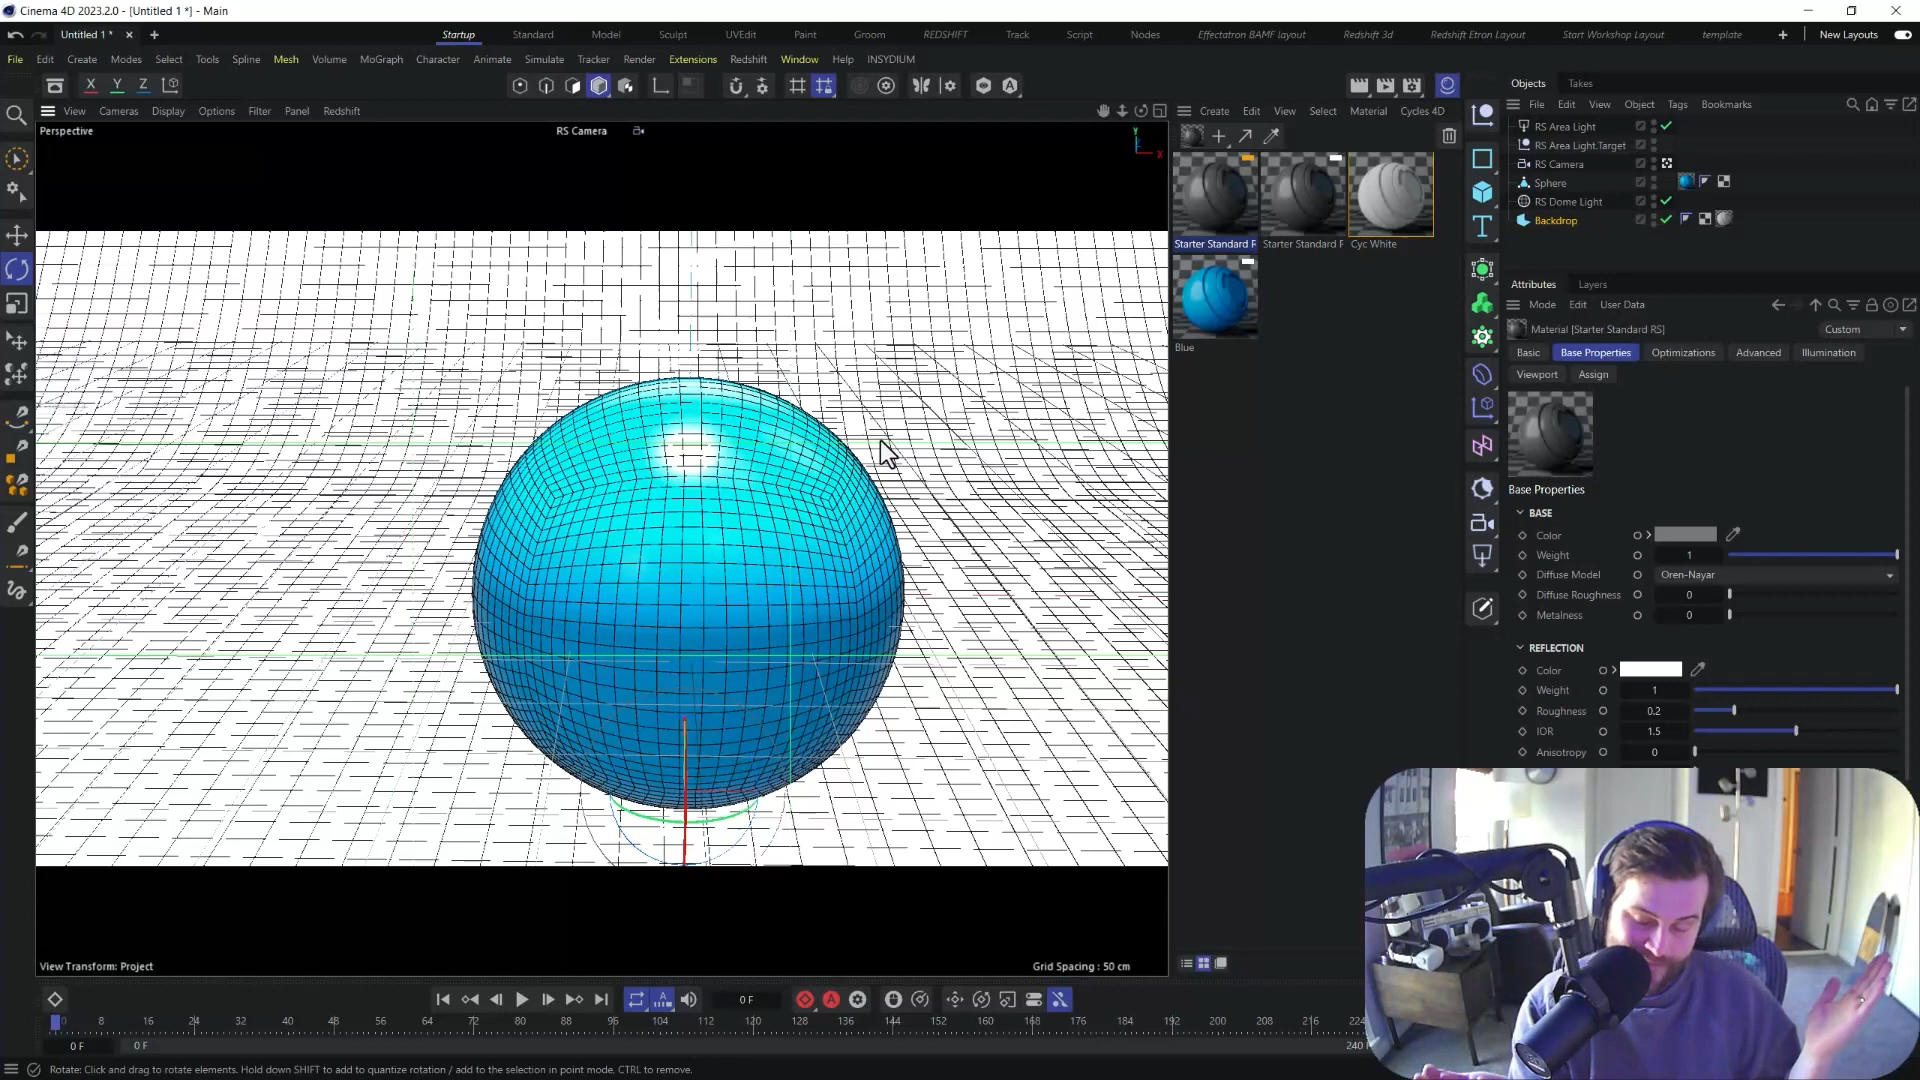 Cinema 4D 2023.2.0 - [Untitled 1 *] - Main
Untitled 1 *
Startup Standard Model Sculpt UVEdit Paint Groom REDSHIFT Track Script Nodes Effectatron BAMF layout Redshift 3d Redshift Etron Layout Start Workshop Layout template New Layouts
File Edit Create Modes Select Tools Spline Mesh Volume MoGraph Character Animate Simulate Tracker Render Extensions Redshift Window Help INSYDIUM
X Y Z
View Cameras Display Options Filter Panel Redshift
Perspective
RS Camera
Y
X
View Transform: Project
Grid Spacing : 50 cm
Create Edit View Select Material Cycles 4D
Starter Standard R
Starter Standard R
Cyc White
Blue
Objects Takes
File Edit View Object Tags Bookmarks
RS Area Light
RS Area Light.Target
RS Camera
Sphere
RS Dome Light
Backdrop
Attributes Layers
Mode Edit User Data
Material [Starter Standard RS]
Custom
Basic Base Properties Optimizations Advanced Illumination
Viewport Assign
Base Properties
BASE
Color
Weight 1
Diffuse Model Oren-Nayar
Diffuse Roughness 0
Metalness 0
REFLECTION
Color
Weight 1
Roughness 0.2
IOR 1.5
Anisotropy 0
0 F
0 8 16 24 32 40 48 56 64 72 80 88 96 104 112 120 128 136 144 152 160 168 176 184 192 200 208 216 224
0 F
0 F
240 F
Rotate: Click and drag to rotate elements. Hold down SHIFT to add to quantize rotation / add to the selection in point mode, CTRL to remove.